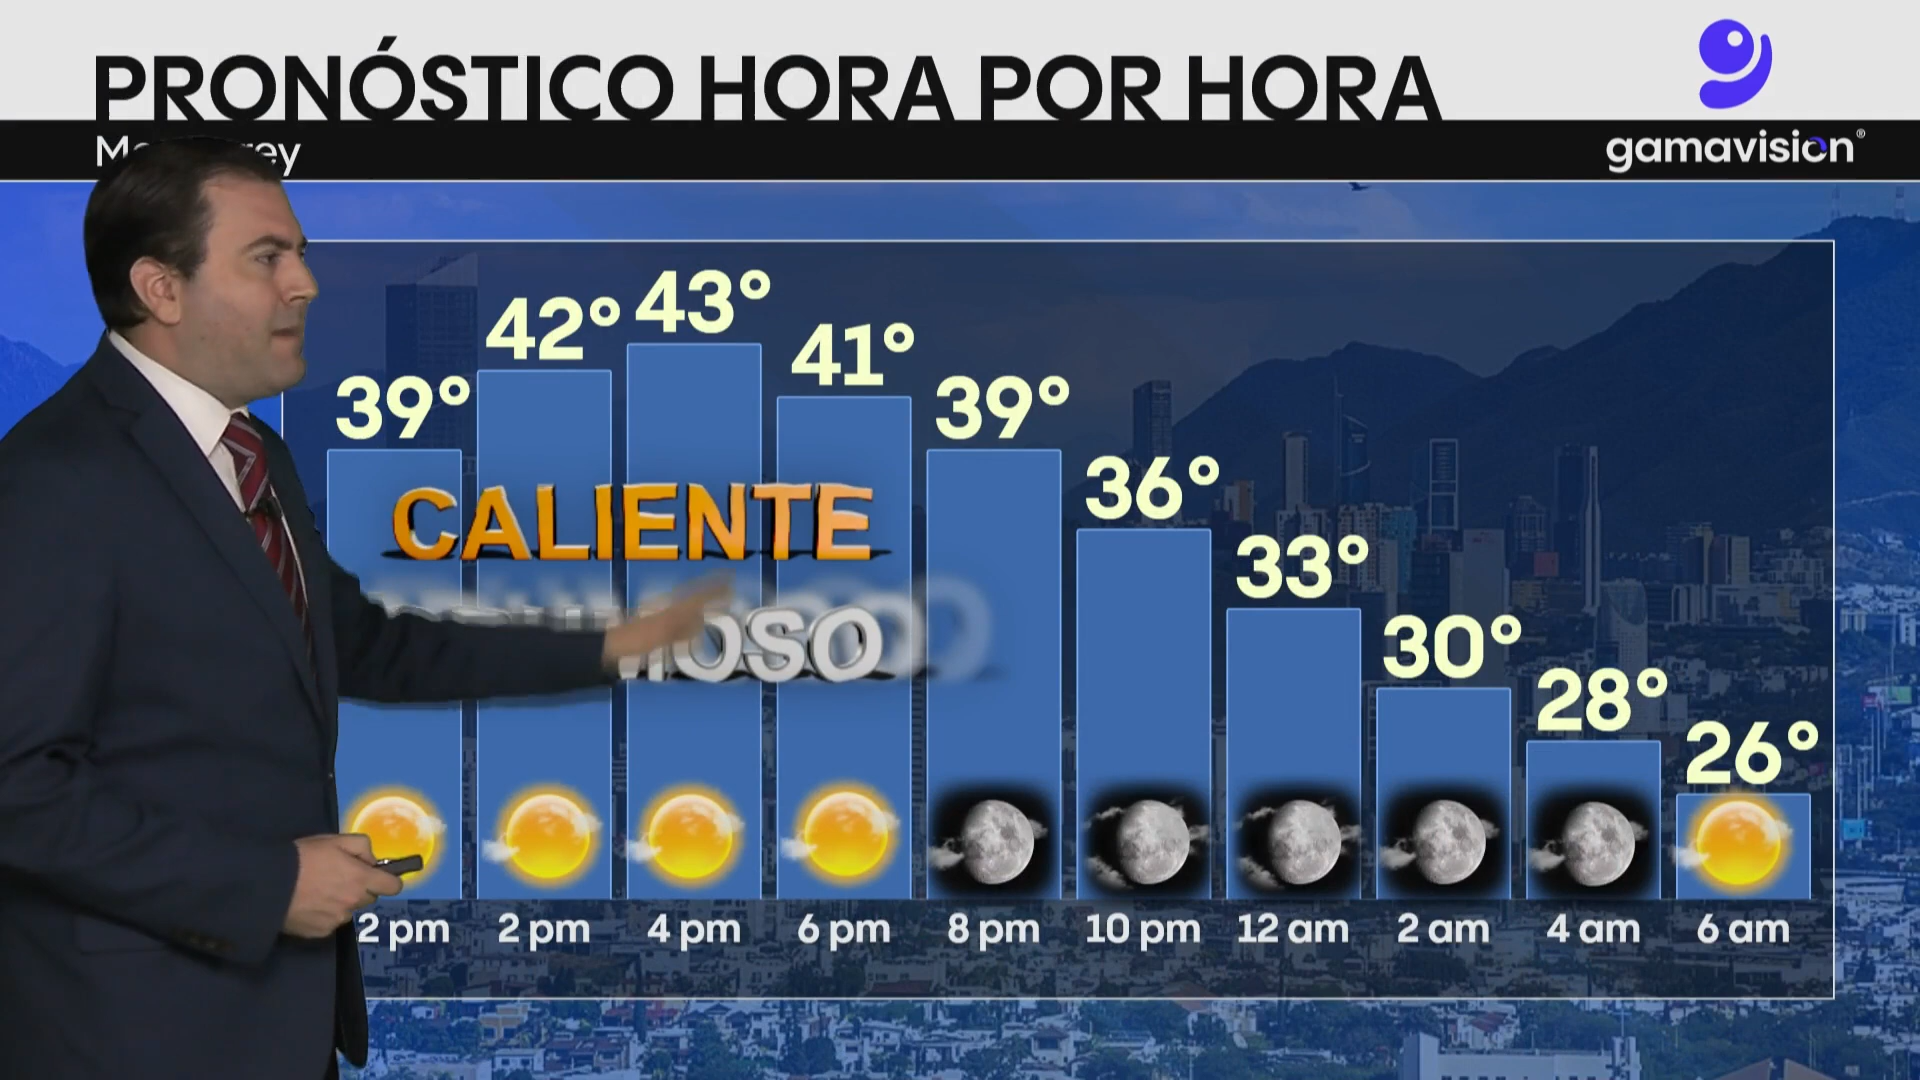 PRONÓSTICO HORA POR HORA
gamavision®
39° 42° 43° 41° 39° 36° 33° 30° 28° 26°
CALIENTE
2 pm 2 pm 4 pm 6 pm 8 pm 10 pm 12 am 2 am 4 am 6 am